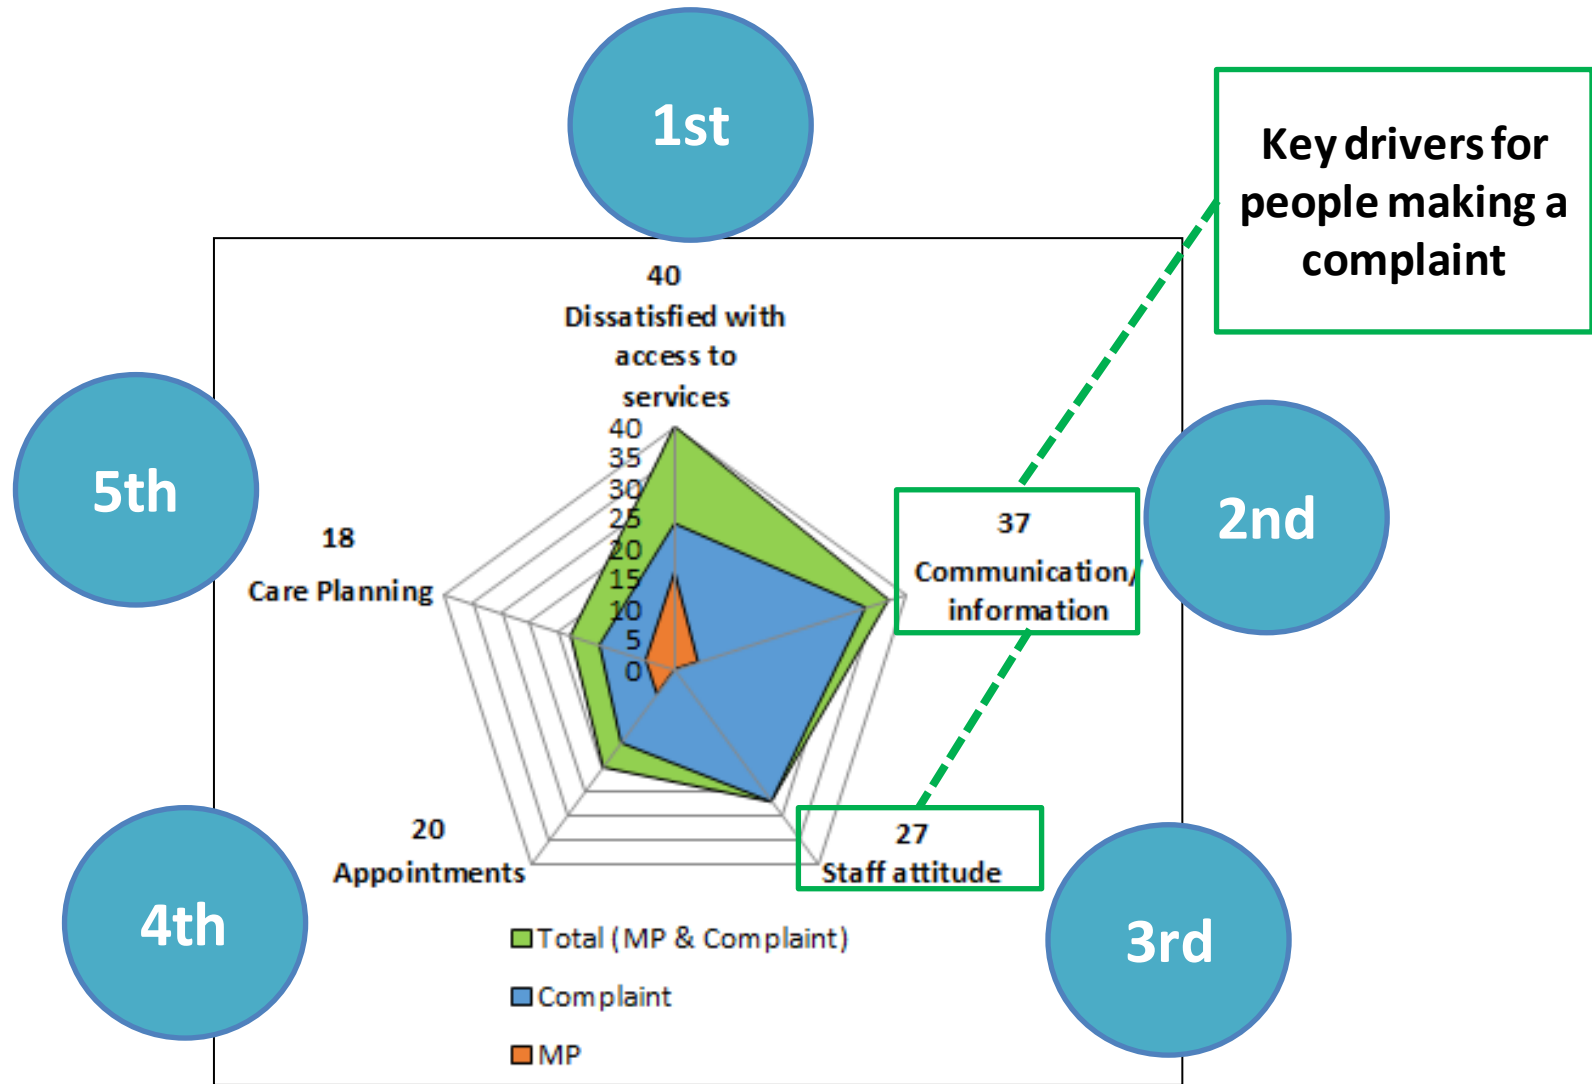 1st
Key drivers for
people making a
complaint
40
Dissatisfied with
access to
services
40
35
30
25
20
15
10
5
0
5th
18
Care Planning
37
Communication/
information
2nd
20
Appointments
27
Staff attitude
4th
3rd
Total (MP & Complaint)
Complaint
MP